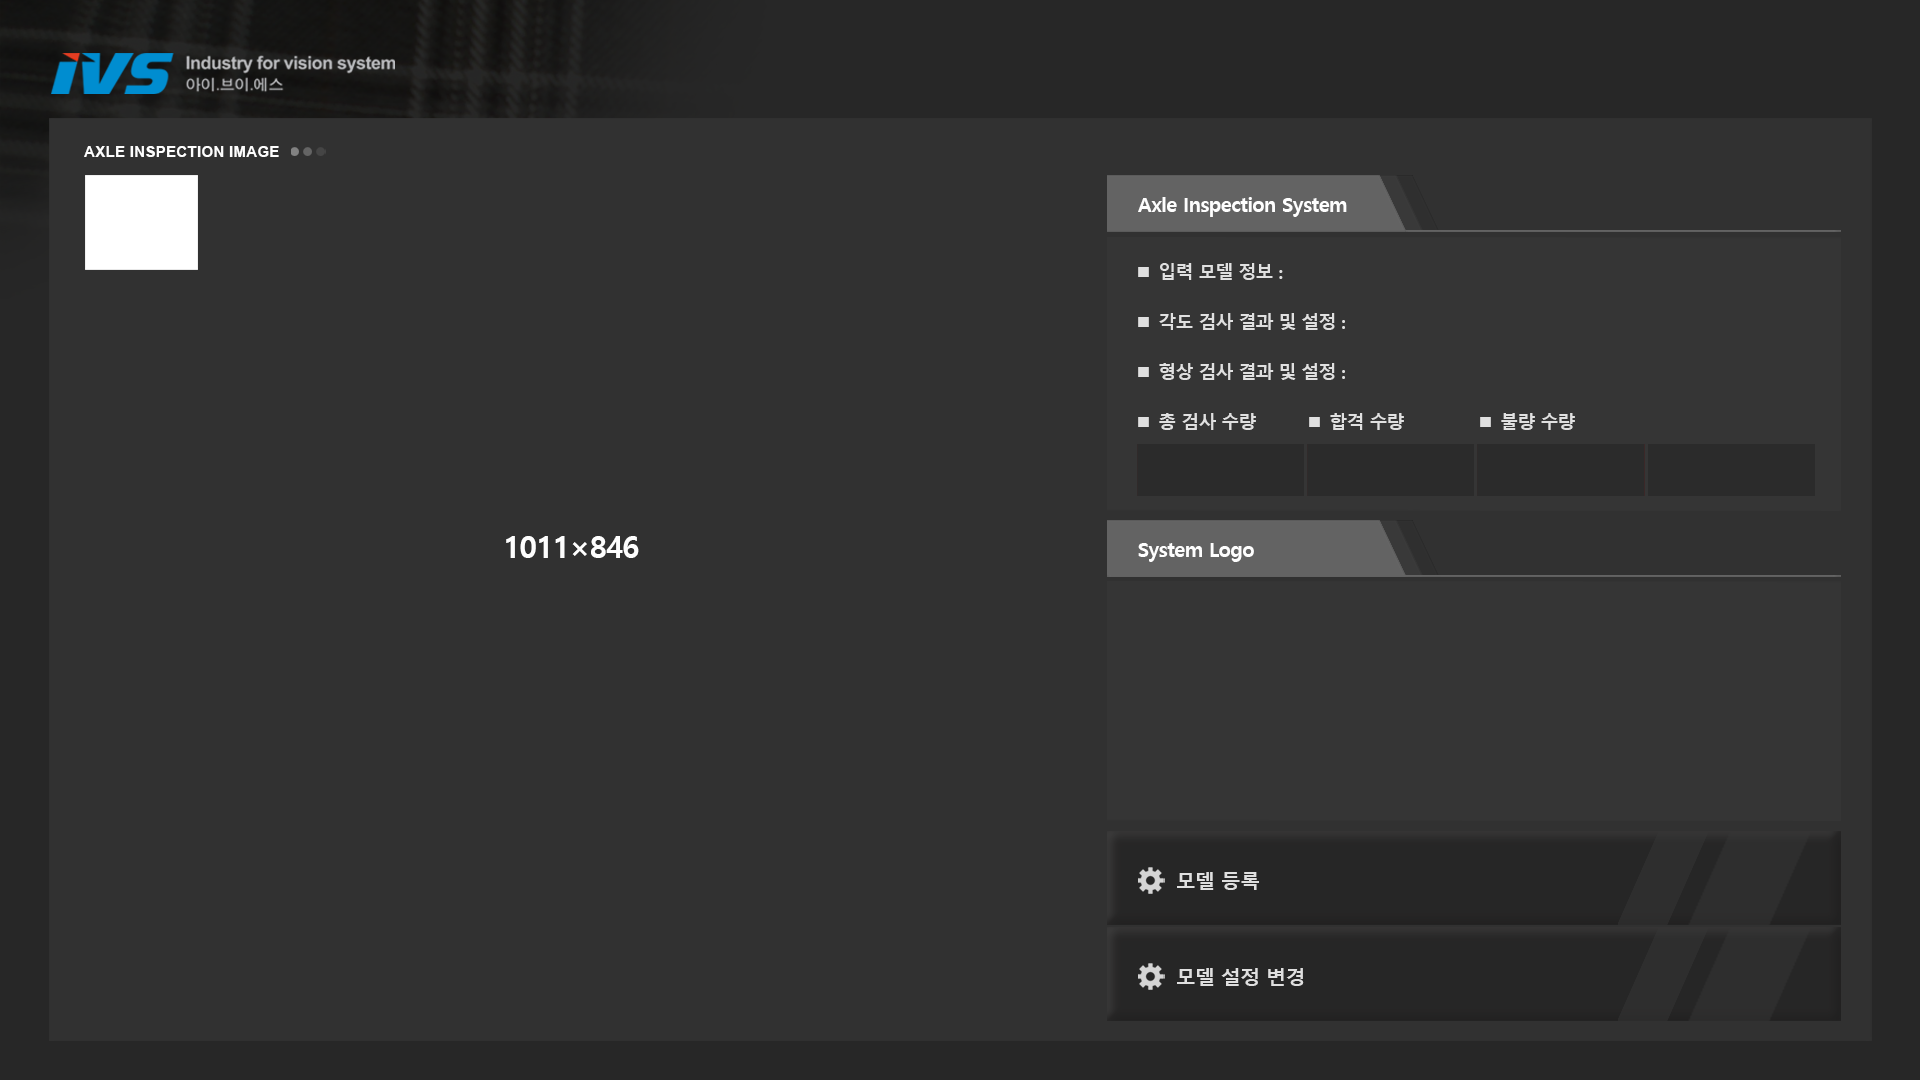 iVS Industry for vision system
아이.브이.에스
AXLE INSPECTION IMAGE
1011×846
Axle Inspection System
■ 입력 모델 정보 :
■ 각도 검사 결과 및 설정 :
■ 형상 검사 결과 및 설정 :
■ 총 검사 수량 ■ 합격 수량 ■ 불량 수량
System Logo
모델 등록
모델 설정 변경